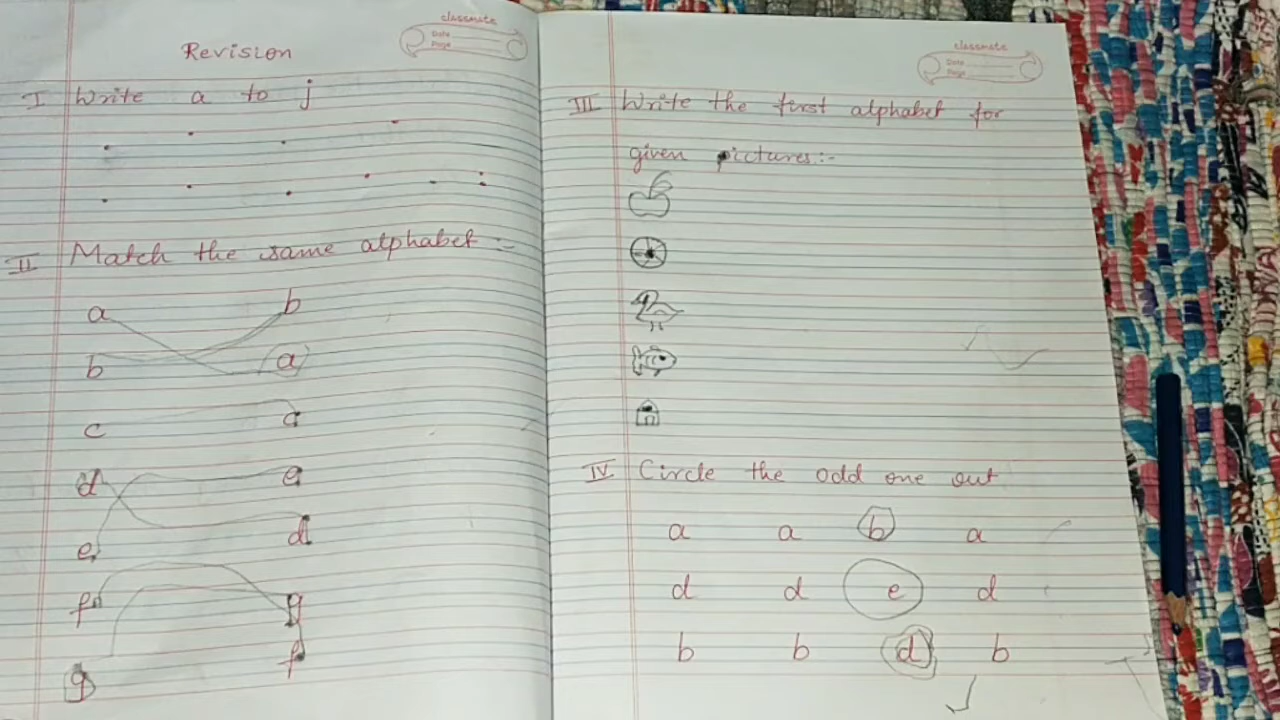 classmate
Date
Page
Revision
I Write a to j
II Match the same alphabet :-
a b
b a
c c
d e
e d
f g
g f
classmate
Date
Page
III Write the first alphabet for
given pictures:-
IV Circle the odd one out
a a b a
d d e d
b b d b